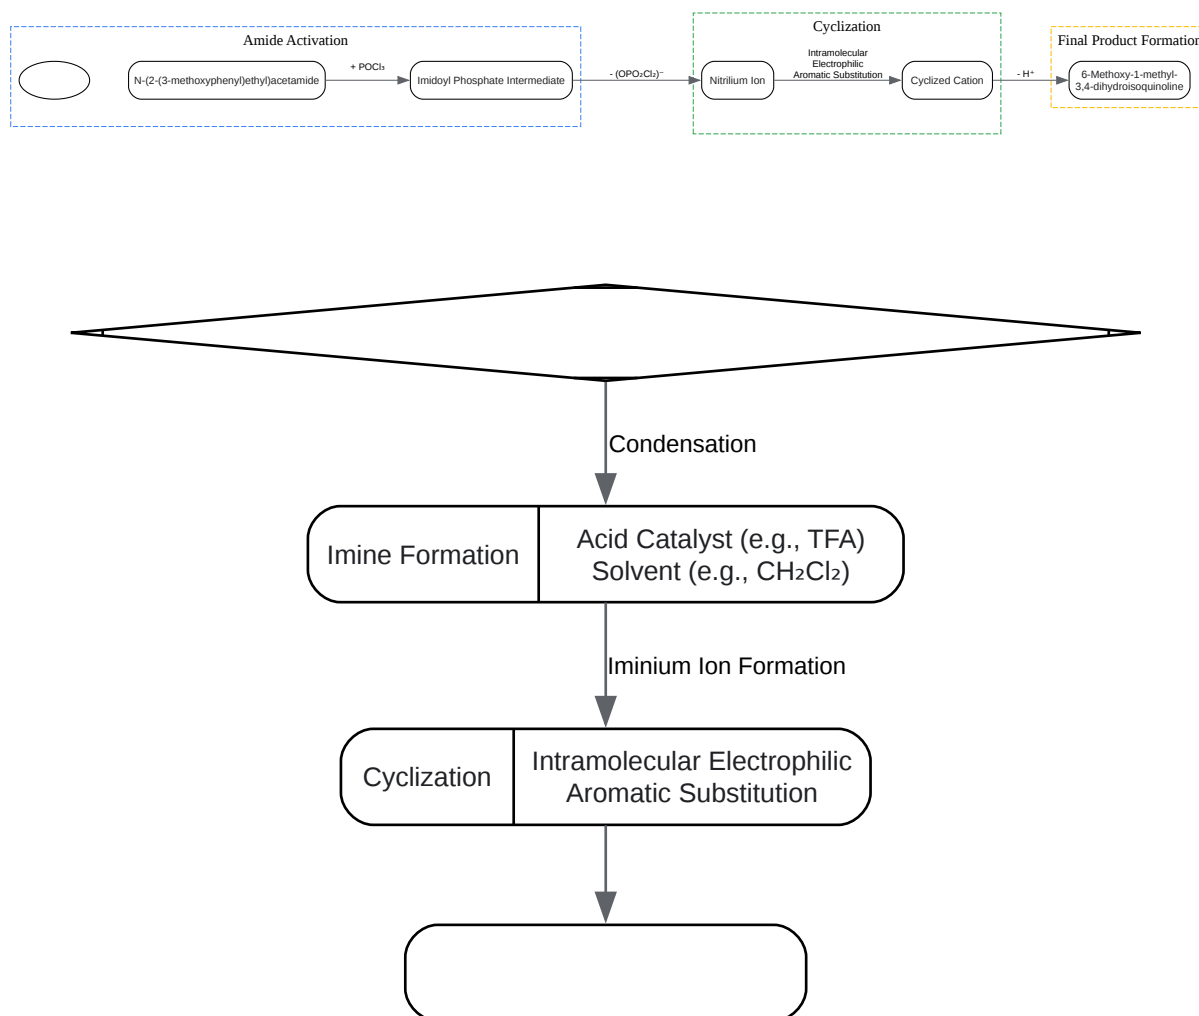 Amide Activation
N-(2-(3-methoxyphenyl)ethyl)acetamide
+ POCl₃
Imidoyl Phosphate Intermediate
- (OPO₂Cl₂)⁻
Cyclization
Nitrilium Ion
Intramolecular
Electrophilic
Aromatic Substitution
Cyclized Cation
- H⁺
Final Product Formation
6-Methoxy-1-methyl-
3,4-dihydroisoquinoline
Condensation
Imine Formation
Acid Catalyst (e.g., TFA)
Solvent (e.g., CH₂Cl₂)
Iminium Ion Formation
Cyclization
Intramolecular Electrophilic
Aromatic Substitution